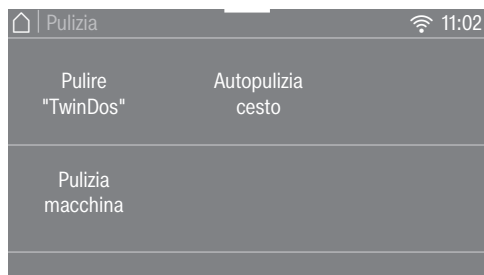 Pulizia
11:02
Pulire
"TwinDos"
Autopulizia
cesto
Pulizia
macchina